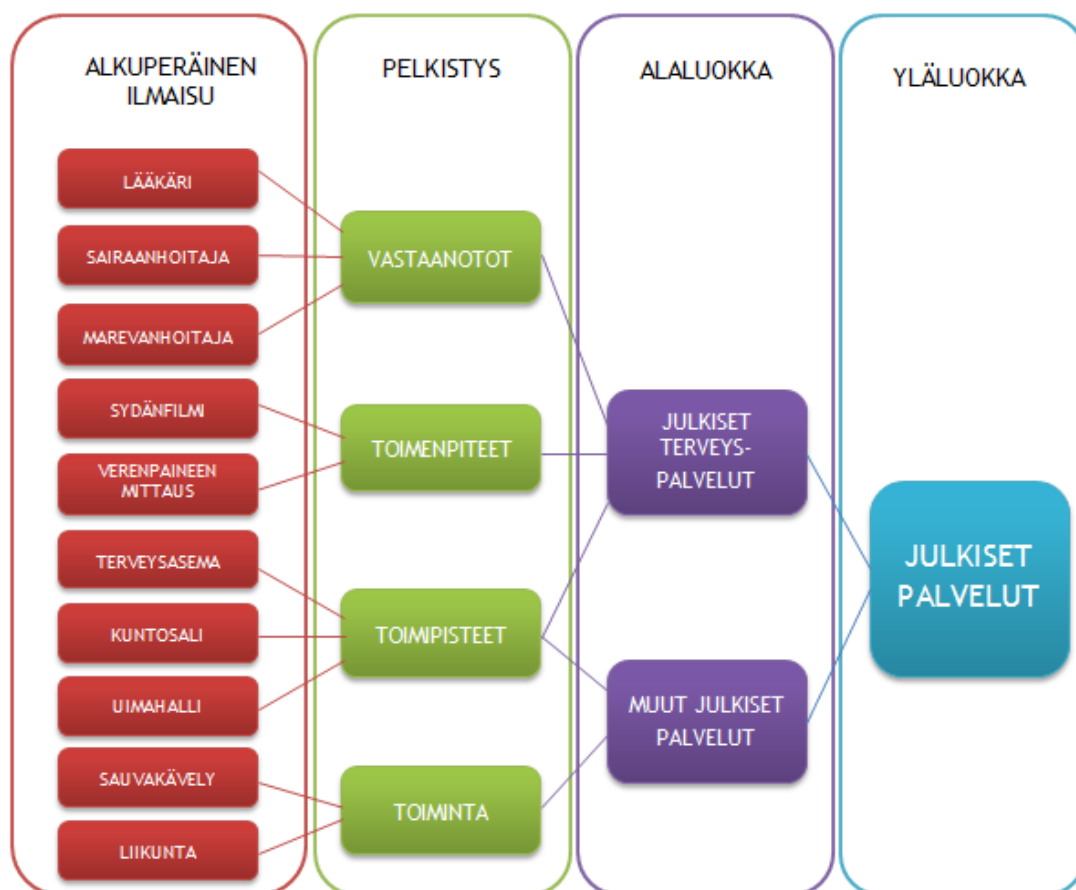 ALKUPERÄINEN
ILMAISU
LÄÄKÄRI
SAIRAANHOITAJA
MAREVANHOITAJA
SYDÄNFILMI
VERENPAINEEN
MITTAUS
TERVEYSASEMA
KUNTOSALI
UIMAHALLI
SAUVAKÄVELY
LIIKUNTA
PELKISTYS
VASTAANOTOT
TOIMENPITEET
TOIMIPISTEET
TOIMINTA
ALALUOKKA
JULKISET
TERVEYS-
PALVELUT
MUUT JULKISET
PALVELUT
YLÄLUOKKA
JULKISET
PALVELUT